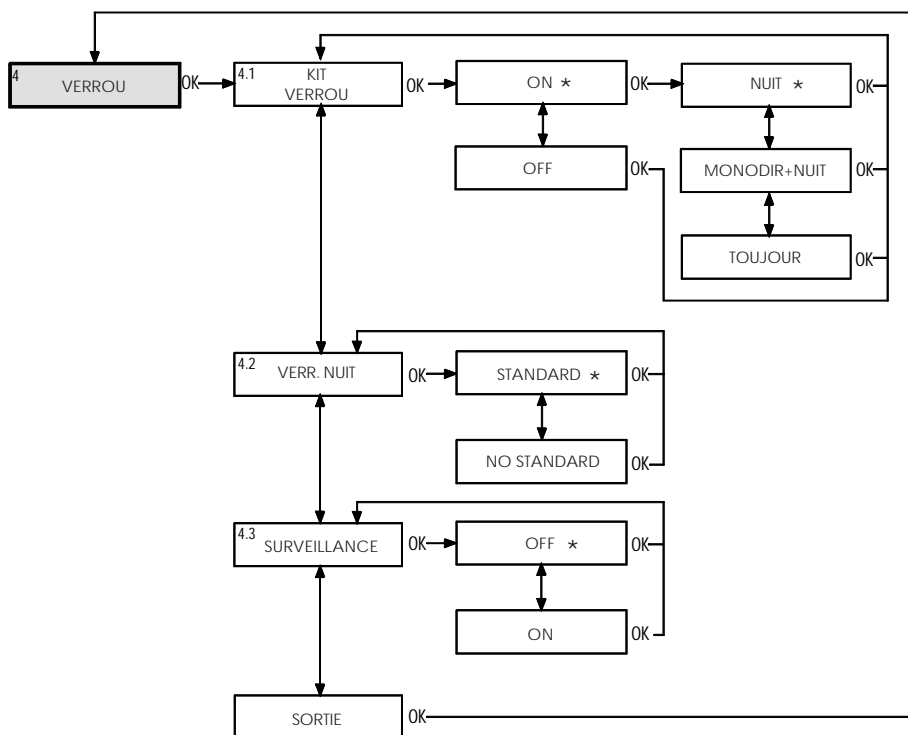 4
VERROU
OK
4.1
KIT
VERROU
OK
ON *
OK
NUIT *
OK
OFF
OK
MONODIR+NUIT
OK
TOUJOUR
OK
4.2
VERR. NUIT
OK
STANDARD *
OK
NO STANDARD
OK
4.3
SURVEILLANCE
OK
OFF *
OK
ON
OK
SORTIE
OK